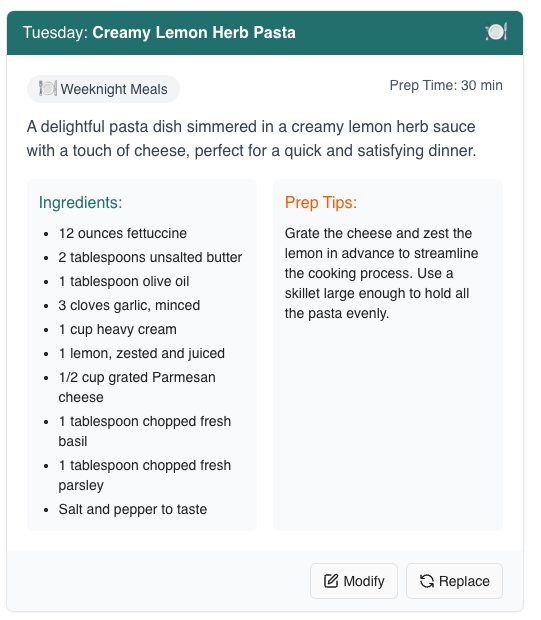 Tuesday: Creamy Lemon Herb Pasta
Weeknight Meals
Prep Time: 30 min
A delightful pasta dish simmered in a creamy lemon herb sauce
with a touch of cheese, perfect for a quick and satisfying dinner.
Ingredients:
• 12 ounces fettuccine
• 2 tablespoons unsalted butter
• 1 tablespoon olive oil
• 3 cloves garlic, minced
• 1 cup heavy cream
• 1 lemon, zested and juiced
• 1/2 cup grated Parmesan
cheese
• 1 tablespoon chopped fresh
basil
• 1 tablespoon chopped fresh
parsley
• Salt and pepper to taste
Prep Tips:
Grate the cheese and zest the
lemon in advance to streamline
the cooking process. Use a
skillet large enough to hold all
the pasta evenly.
Modify
Replace